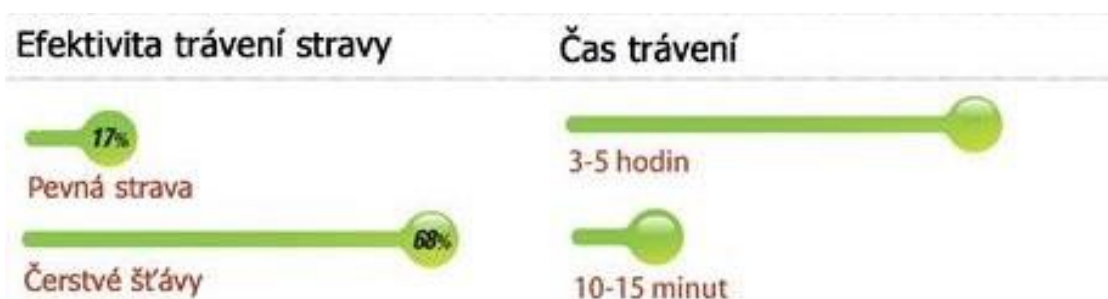 Efektivita trávení stravy
Čas trávení
17%
Pevná strava
3-5 hodin
68%
Čerstvé šťávy
10-15 minut